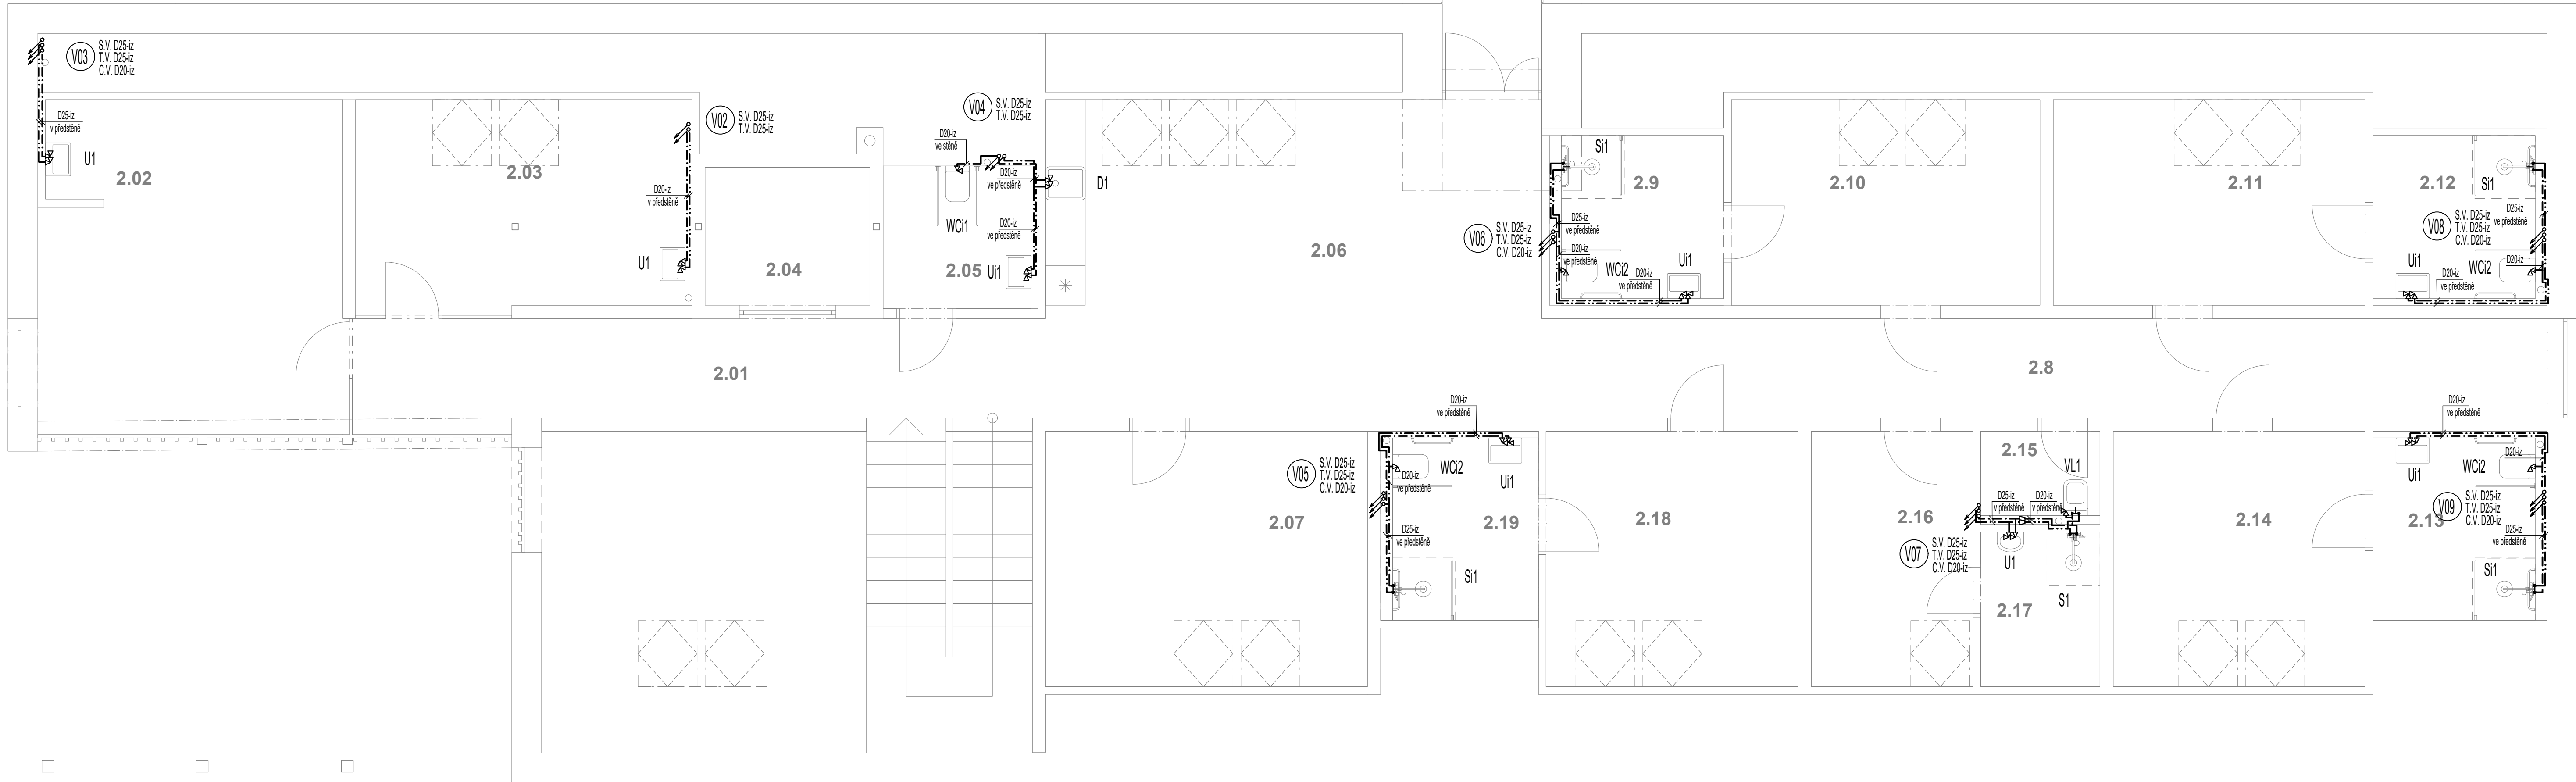 V03
S.V. D25-iz
T.V. D25-iz
C.V. D20-iz
D25-iz
v předstěně
U1
2.02
2.03
D20-iz
v předstěně
U1
V02
S.V. D25-iz
T.V. D25-iz
2.04
V04
S.V. D25-iz
T.V. D25-iz
D20-iz
ve stěně
D20-iz
ve předstěně
D20-iz
ve předstěně
WCi1
2.05
Ui1
D1
2.06
2.01
V06
S.V. D25-iz
T.V. D25-iz
C.V. D20-iz
Si1
2.9
D25-iz
ve předstěně
D20-iz
ve předstěně
WCi2
D20-iz
ve předstěně
Ui1
2.10
2.11
2.12
Si1
V08
S.V. D25-iz
T.V. D25-iz
C.V. D20-iz
D25-iz
ve předstěně
Ui1
WCi2
D20-iz
D20-iz
ve předstěně
2.8
V05
S.V. D25-iz
T.V. D25-iz
C.V. D20-iz
D20-iz
ve předstěně
WCi2
D20-iz
ve předstěně
Ui1
2.07
2.19
D25-iz
ve předstěně
Si1
2.18
2.16
2.15
VL1
D25-iz
v předstěně
D20-iz
v předstěně
V07
S.V. D25-iz
T.V. D25-iz
C.V. D20-iz
U1
S1
2.17
2.14
D20-iz
ve předstěně
Ui1
WCi2
D20-iz
V09
S.V. D25-iz
T.V. D25-iz
C.V. D20-iz
2.13
D25-iz
ve předstěně
Si1